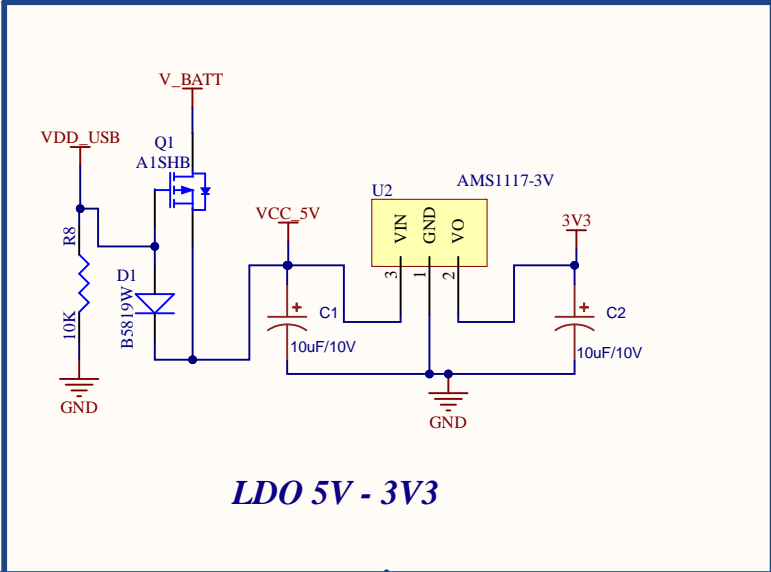 V_BATT
VDD_USB
Q1
A1SHB
R8
10K
GND
D1
B5819W
VCC_5V
C1
10uF/10V
U2
AMS1117-3V
VIN
GND
VO
3
1
2
3V3
C2
10uF/10V
GND
LDO 5V - 3V3